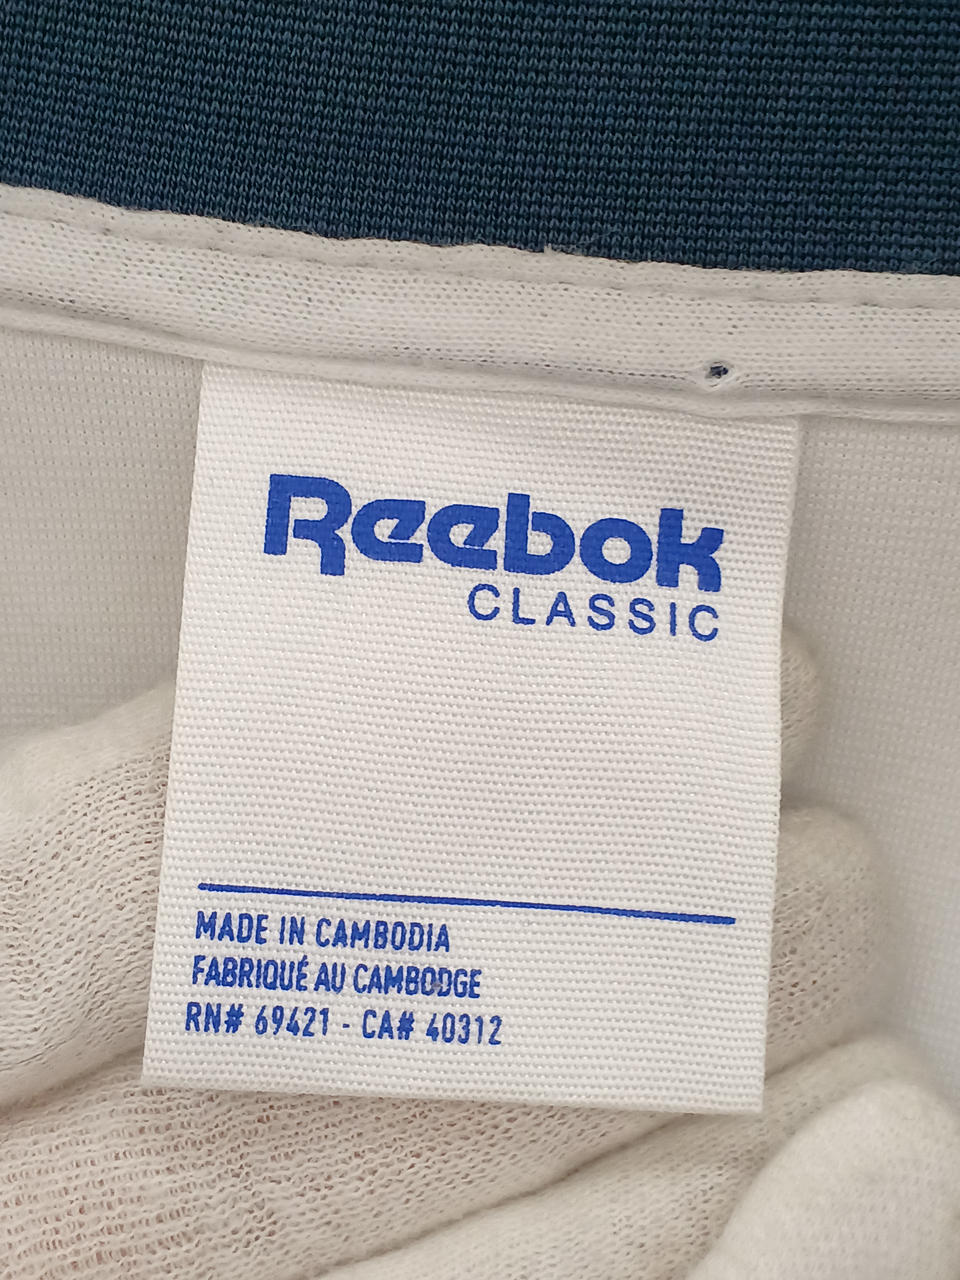 Reebok
CLASSIC
MADE IN CAMBODIA
FABRIQUÉ AU CAMBODGE
RN# 69421 - CA# 40312